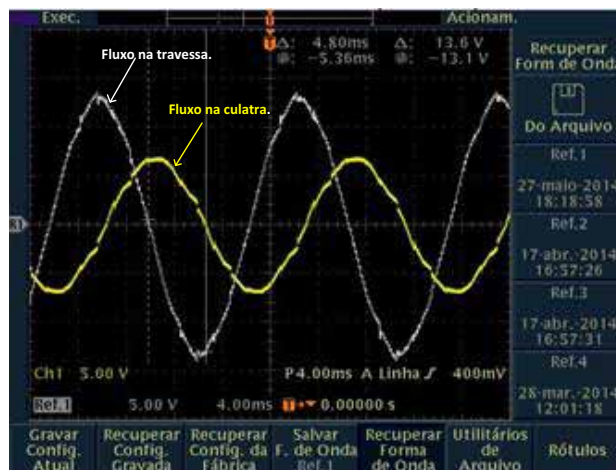 Exec.
Acionam.
Δ: 4.80ms Δ: 13.6 V
@: −5.36ms @: −13.1 V
Fluxo na travessa.
Fluxo na culatra.
Recuperar
Form de Onda
Do Arquivo
Ref.1
27-maio-2014
18:18:58
Ref.2
17-abr.-2014
16:57:26
Ref.3
17-abr.-2014
16:57:31
Ref.4
28-mar.-2014
12:01:18
Ch1 5.00 V
P4.00ms A Linha ƒ 400mV
Ref.1 5.00 V 4.00ms T→▼ 0.00000 s
Gravar
Config.
Atual
Recuperar
Config.
Gravada
Recuperar
Config. da
Fábrica
Salvar
F. de Onda
Ref.1
Recuperar
Forma
de Onda
Utilitários
de
Arquivo
Rótulos